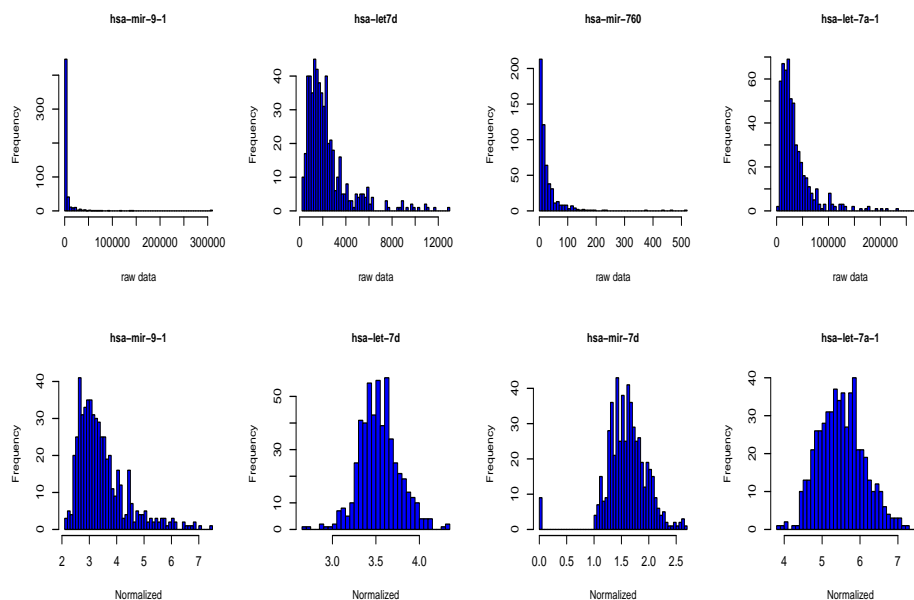 hsa-mir-9-1
hsa-let7d
hsa-mir-760
hsa-let-7a-1
Frequency
0 100 300
0 100000 200000 300000
raw data
Frequency
0 10 20 30 40
0 4000 8000 12000
raw data
Frequency
0 50 100 150 200
0 100 200 300 400 500
raw data
Frequency
0 20 40 60
0 100000 200000
raw data
hsa-mir-9-1
hsa-let-7d
hsa-mir-7d
hsa-let-7a-1
Frequency
0 10 20 30 40
2 3 4 5 6 7
Normalized
Frequency
0 10 30 50
3.0 3.5 4.0
Normalized
Frequency
0 10 20 30 40
0.0 0.5 1.0 1.5 2.0 2.5
Normalized
Frequency
0 10 20 30 40
4 5 6 7
Normalized